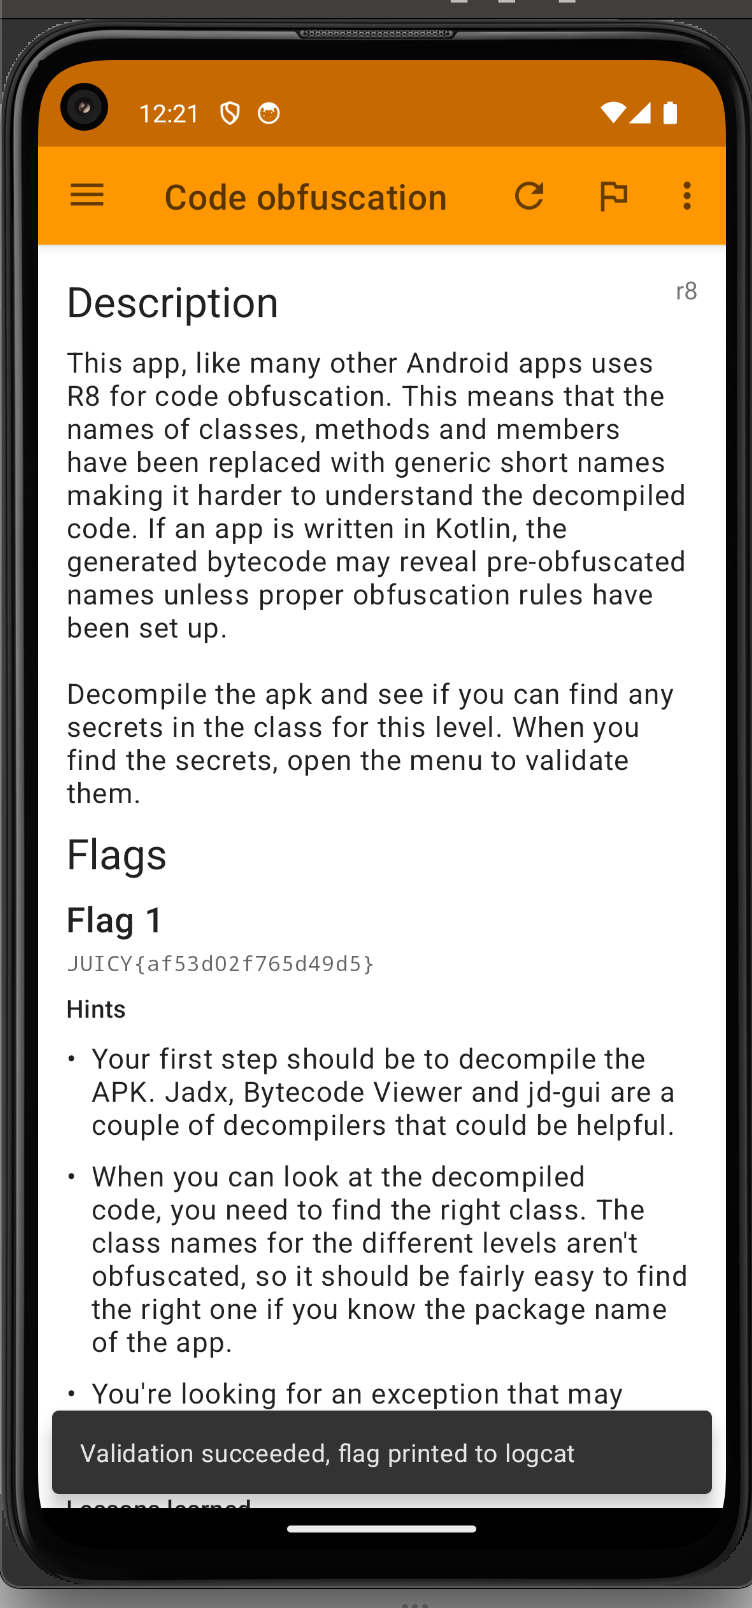 12:21
Code obfuscation
Description
r8
This app, like many other Android apps uses
R8 for code obfuscation. This means that the
names of classes, methods and members
have been replaced with generic short names
making it harder to understand the decompiled
code. If an app is written in Kotlin, the
generated bytecode may reveal pre-obfuscated
names unless proper obfuscation rules have
been set up.
Decompile the apk and see if you can find any
secrets in the class for this level. When you
find the secrets, open the menu to validate
them.
Flags
Flag 1
JUICY{af53d02f765d49d5}
Hints
• Your first step should be to decompile the
APK. Jadx, Bytecode Viewer and jd-gui are a
couple of decompilers that could be helpful.
• When you can look at the decompiled
code, you need to find the right class. The
class names for the different levels aren't
obfuscated, so it should be fairly easy to find
the right one if you know the package name
of the app.
• You're looking for an exception that may
Validation succeeded, flag printed to logcat
Lessons learned